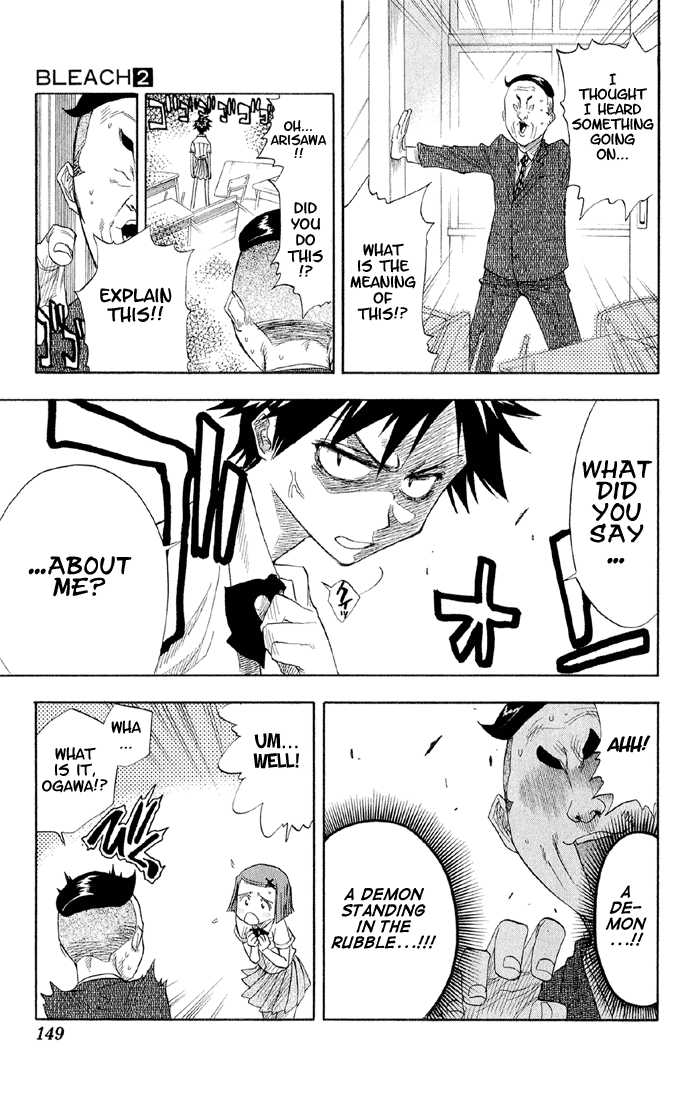 BLEACH2
I
THOUGHT
I HEARD
SOMETHING
GOING
ON...
WHAT
IS THE
MEANING
OF
THIS!?
OH...
ARISAWA
!!
DID
YOU
DO
THIS
!?
EXPLAIN
THIS!!
WHAT
DID
YOU
SAY
...
...ABOUT
ME?
AHH!
A
DE-
MON
...!!
A DEMON
STANDING
IN THE
RUBBLE...!!!
UM...
WELL!
WHA
...
WHAT
IS IT,
OGAWA!?
149